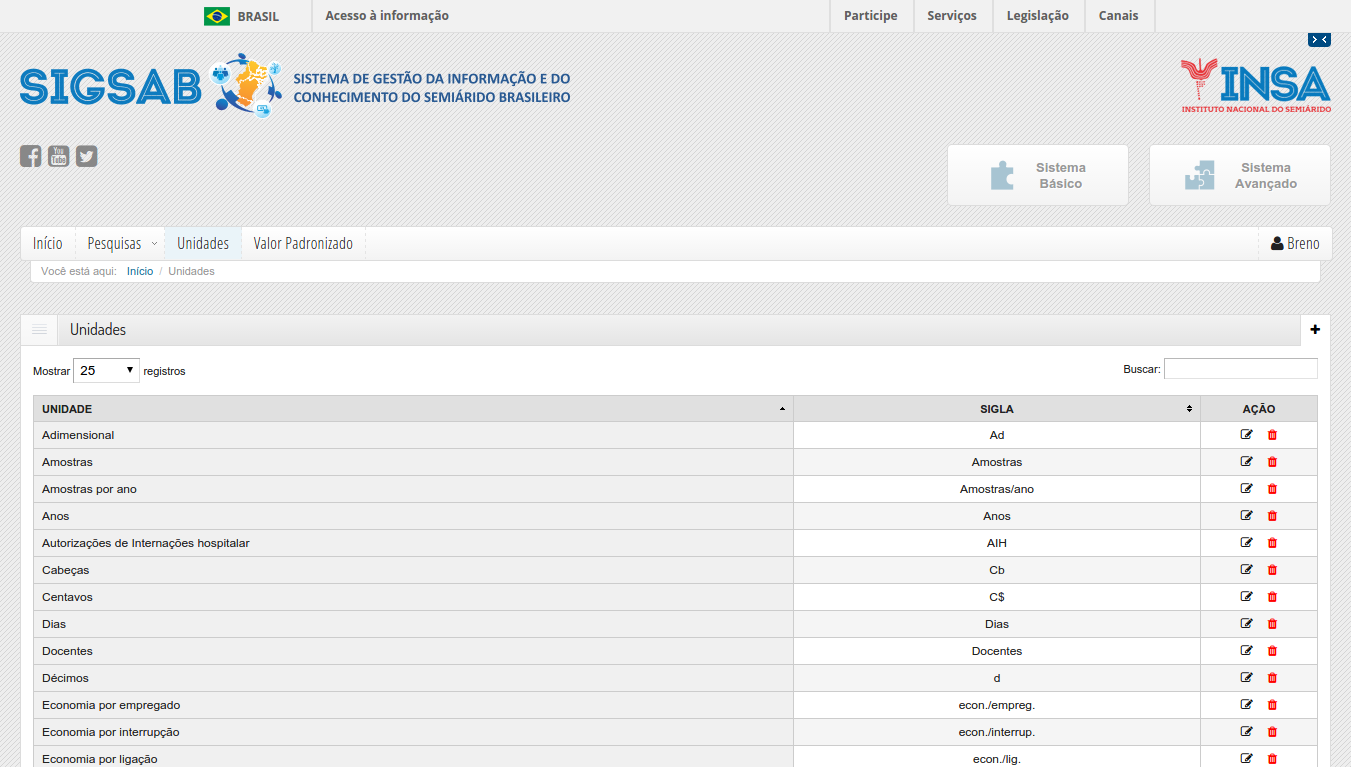 BRASIL Acesso à informação Participe Serviços Legislação Canais
SIGSAB SISTEMA DE GESTÃO DA INFORMAÇÃO E DO
CONHECIMENTO DO SEMIÁRIDO BRASILEIRO
INSA
INSTITUTO NACIONAL DO SEMIÁRIDO
You
Tube
Sistema
Básico
Sistema
Avançado
Início Pesquisas Unidades Valor Padronizado Breno
Você está aqui: Início / Unidades
Unidades
Mostrar 25 registros Buscar:
UNIDADE SIGLA AÇÃO
Adimensional Ad
Amostras Amostras
Amostras por ano Amostras/ano
Anos Anos
Autorizações de Internações hospitalar AIH
Cabeças Cb
Centavos C$
Dias Dias
Docentes Docentes
Décimos d
Economia por empregado econ./empreg.
Economia por interrupção econ./interrup.
Economia por ligação econ./lig.